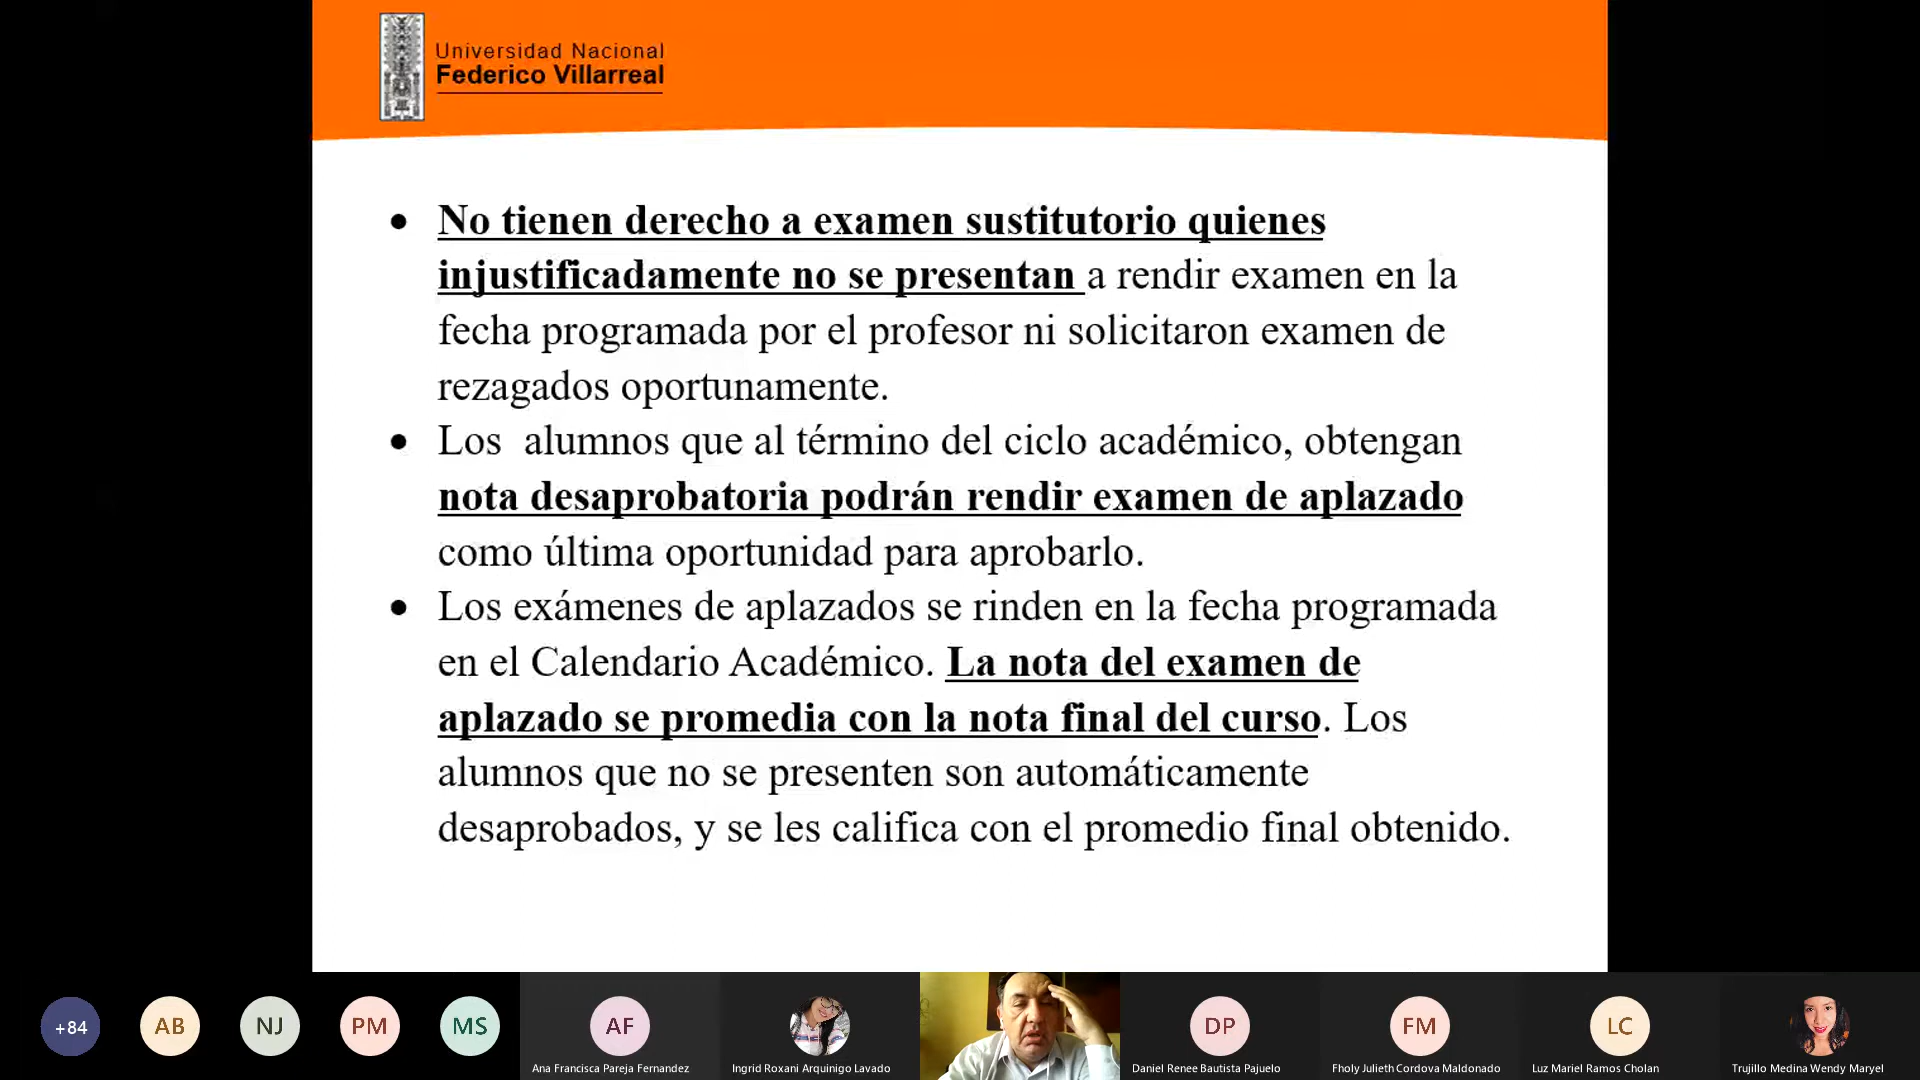 Universidad Nacional
Federico Villarreal
• No tienen derecho a examen sustitutorio quienes
injustificadamente no se presentan a rendir examen en la
fecha programada por el profesor ni solicitaron examen de
rezagados oportunamente.
• Los alumnos que al término del ciclo académico, obtengan
nota desaprobatoria podrán rendir examen de aplazado
como última oportunidad para aprobarlo.
• Los exámenes de aplazados se rinden en la fecha programada
en el Calendario Académico. La nota del examen de
aplazado se promedia con la nota final del curso. Los
alumnos que no se presenten son automáticamente
desaprobados, y se les califica con el promedio final obtenido.
+84
AB
NJ
PM
MS
AF
DP
FM
LC
Ana Francisca Pareja Fernandez
Ingrid Roxani Arquinigo Lavado
Daniel Renee Bautista Pajuelo
Fholy Julieth Cordova Maldonado
Luz Mariel Ramos Cholan
Trujillo Medina Wendy Maryel